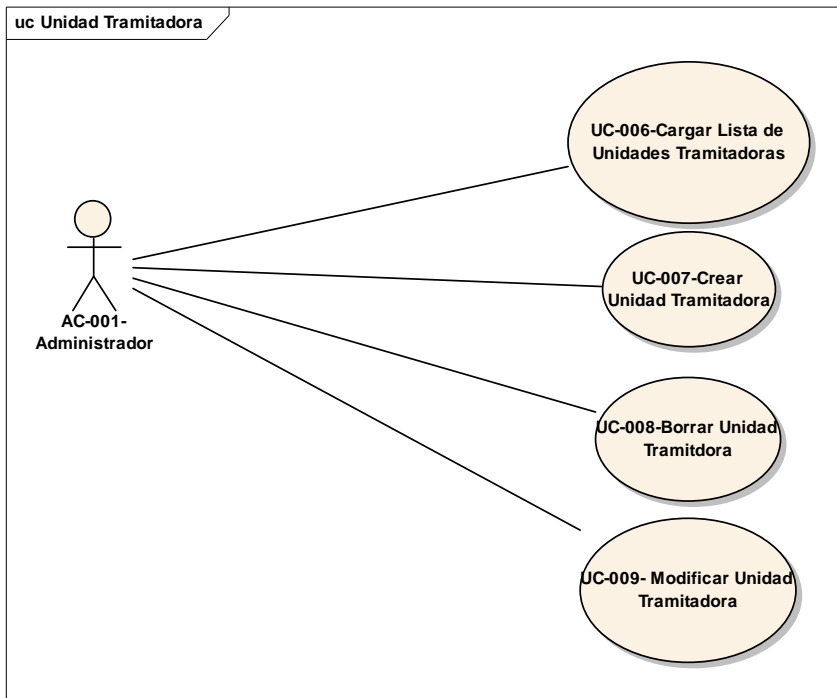 uc Unidad Tramitadora
UC-006-Cargar Lista de
Unidades Tramitadoras
AC-001-
Administrador
UC-007-Crear
Unidad Tramitadora
UC-008-Borrar Unidad
Tramitdora
UC-009- Modificar Unidad
Tramitadora